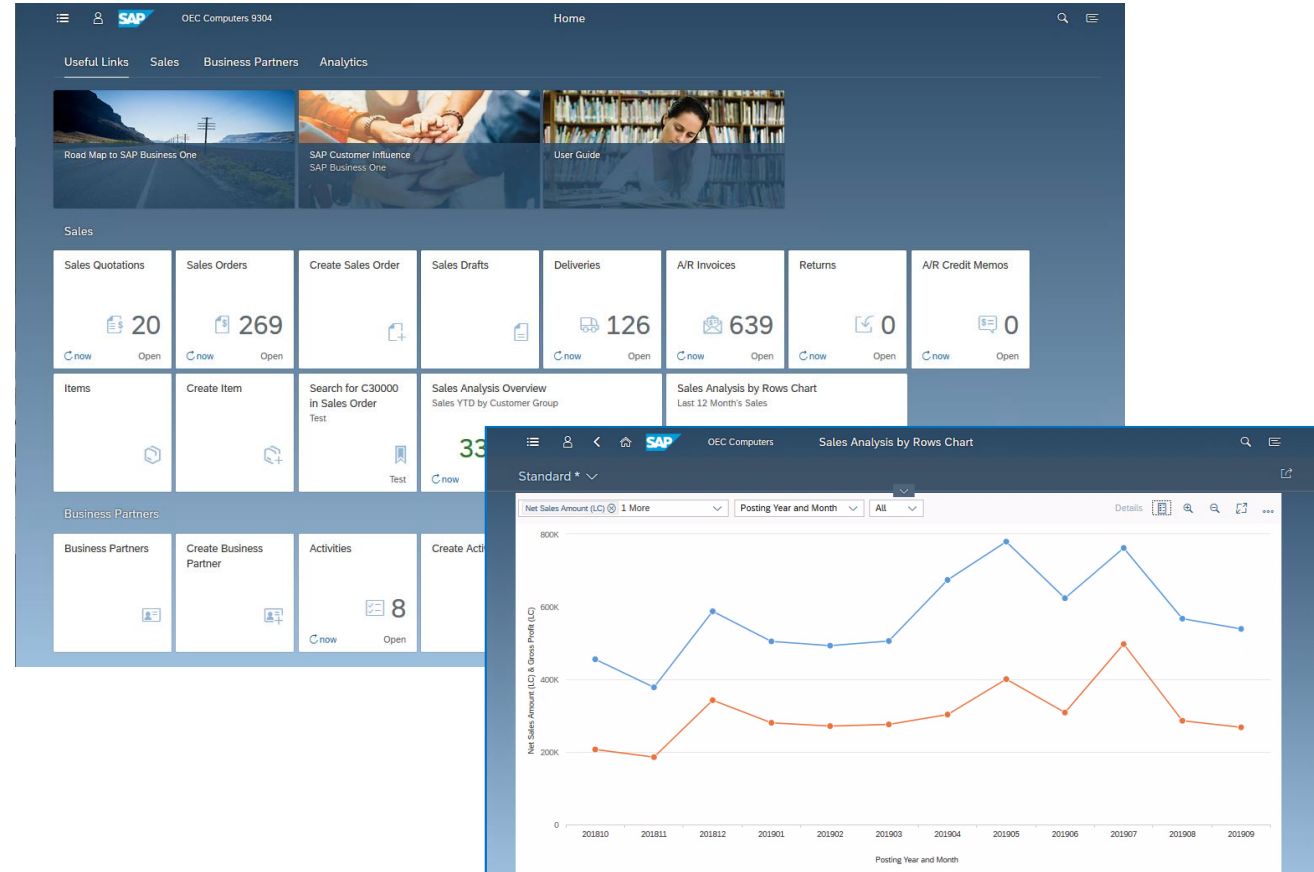 SAP
OEC Computers 9304
Home
Useful Links
Sales
Business Partners
Analytics
Road Map to SAP Business One
SAP Customer Influence
SAP Business One
User Guide
Sales
Sales Quotations
20
now
Open
Sales Orders
269
now
Open
Create Sales Order
Sales Drafts
Deliveries
126
now
Open
A/R Invoices
639
now
Open
Returns
0
now
Open
A/R Credit Memos
0
now
Open
Items
Create Item
Search for C30000
in Sales Order
Test
Test
Sales Analysis Overview
Sales YTD by Customer Group
33
now
Sales Analysis by Rows Chart
Last 12 Month's Sales
Business Partners
Business Partners
Create Business
Partner
Activities
8
now
Open
Create Acti
SAP
OEC Computers
Sales Analysis by Rows Chart
Standard *
Net Sales Amount (LC)
1 More
Posting Year and Month
All
Details
Net Sales Amount (LC) & Gross Profit (LC)
800K
600K
400K
200K
0
201810
201811
201812
201901
201902
201903
201904
201905
201906
201907
201908
201909
Posting Year and Month